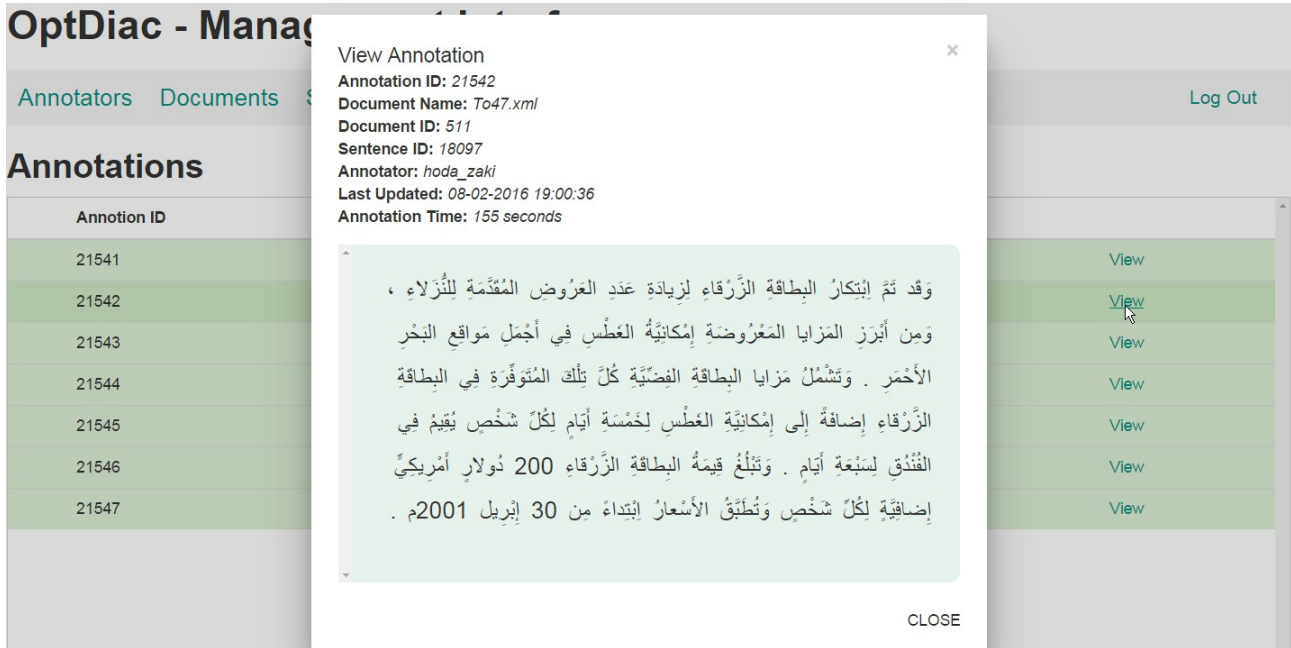 OptDiac - Manag
Annotators Documents
Log Out
Annotations
Annotion ID
21541 View
21542 View
21543 View
21544 View
21545 View
21546 View
21547 View
View Annotation ×
Annotation ID: 21542
Document Name: To47.xml
Document ID: 511
Sentence ID: 18097
Annotator: hoda_zaki
Last Updated: 08-02-2016 19:00:36
Annotation Time: 155 seconds
وَقَد تَمَّ اِبْتِكارُ البِطاقَةِ الزَّرْقاءِ لِزِيادَةِ عَدَدِ العَرُوضِ المُقَدَّمَةِ لِلنُّزَلاءِ ،
وَمِن أَبْرَزِ المَزايا المَعْرُوضَةِ إِمْكانِيَّةُ الغَطْسِ فِي أَجْمَلِ مَواقِعِ البَحْرِ
الأَحْمَرِ . وَتَشْمُلُ مَزايا البِطاقَةِ الفِضِّيَّةِ كُلَّ تِلْكَ المُتَوَفِّرَةِ فِي البِطاقَةِ
الزَّرْقاءِ إِضافَةً إِلَى إِمْكانِيَّةِ الغَطْسِ لِخَمْسَةِ أَيّامٍ لِكُلِّ شَخْصٍ يُقِيمُ فِي
الفُنْدُقِ لِسَبْعَةِ أَيّامٍ . وَتَبْلُغُ قِيمَةُ البِطاقَةِ الزَّرْقاءِ 200 دُولارٍ أَمْرِيكِيٍّ
إِضافِيَّةٍ لِكُلِّ شَخْصٍ وَتُطَبَّقُ الأَسْعارُ اِبْتِداءً مِن 30 إِبْرِيل 2001م .
CLOSE